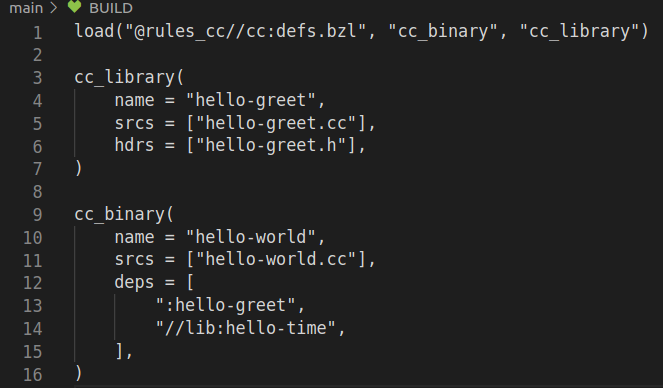 main > BUILD
1 load("@rules_cc//cc:defs.bzl", "cc_binary", "cc_library")
2
3 cc_library(
4     name = "hello-greet",
5     srcs = ["hello-greet.cc"],
6     hdrs = ["hello-greet.h"],
7 )
8
9 cc_binary(
10     name = "hello-world",
11     srcs = ["hello-world.cc"],
12     deps = [
13         ":hello-greet",
14         "//lib:hello-time",
15     ],
16 )